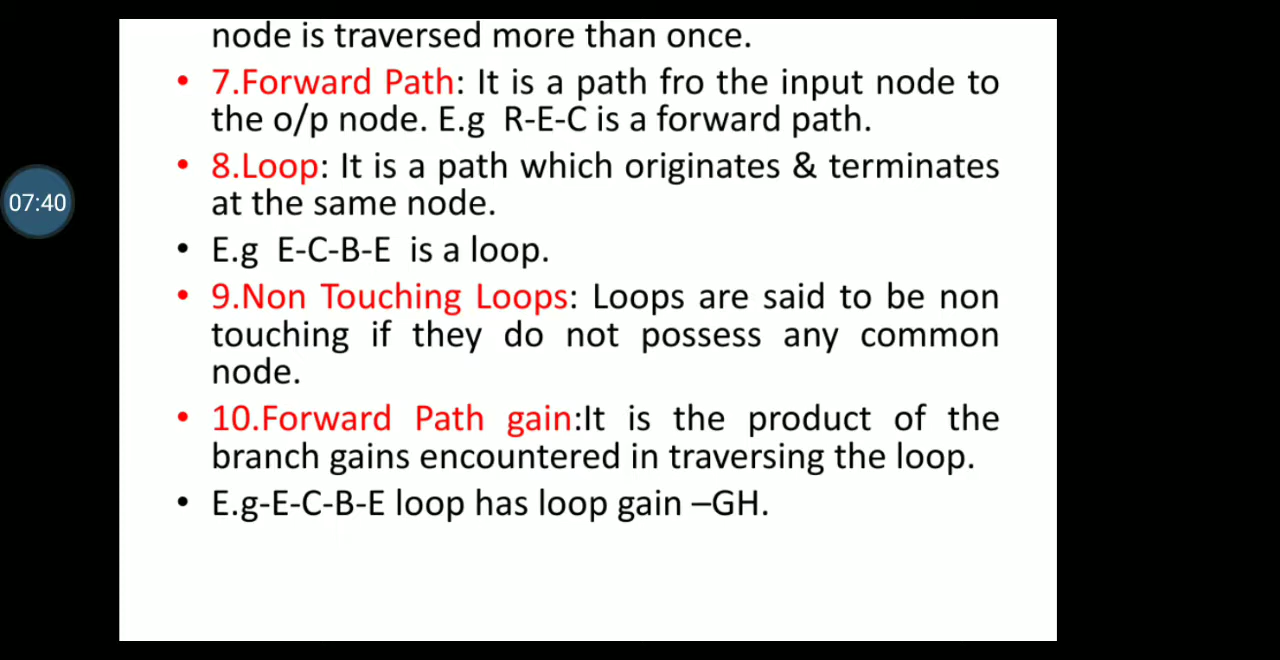 node is traversed more than once.
• 7.Forward Path: It is a path fro the input node to
the o/p node. E.g R-E-C is a forward path.
• 8.Loop: It is a path which originates & terminates
at the same node.
• E.g E-C-B-E is a loop.
• 9.Non Touching Loops: Loops are said to be non
touching if they do not possess any common
node.
• 10.Forward Path gain:It is the product of the
branch gains encountered in traversing the loop.
• E.g-E-C-B-E loop has loop gain –GH.
07:40